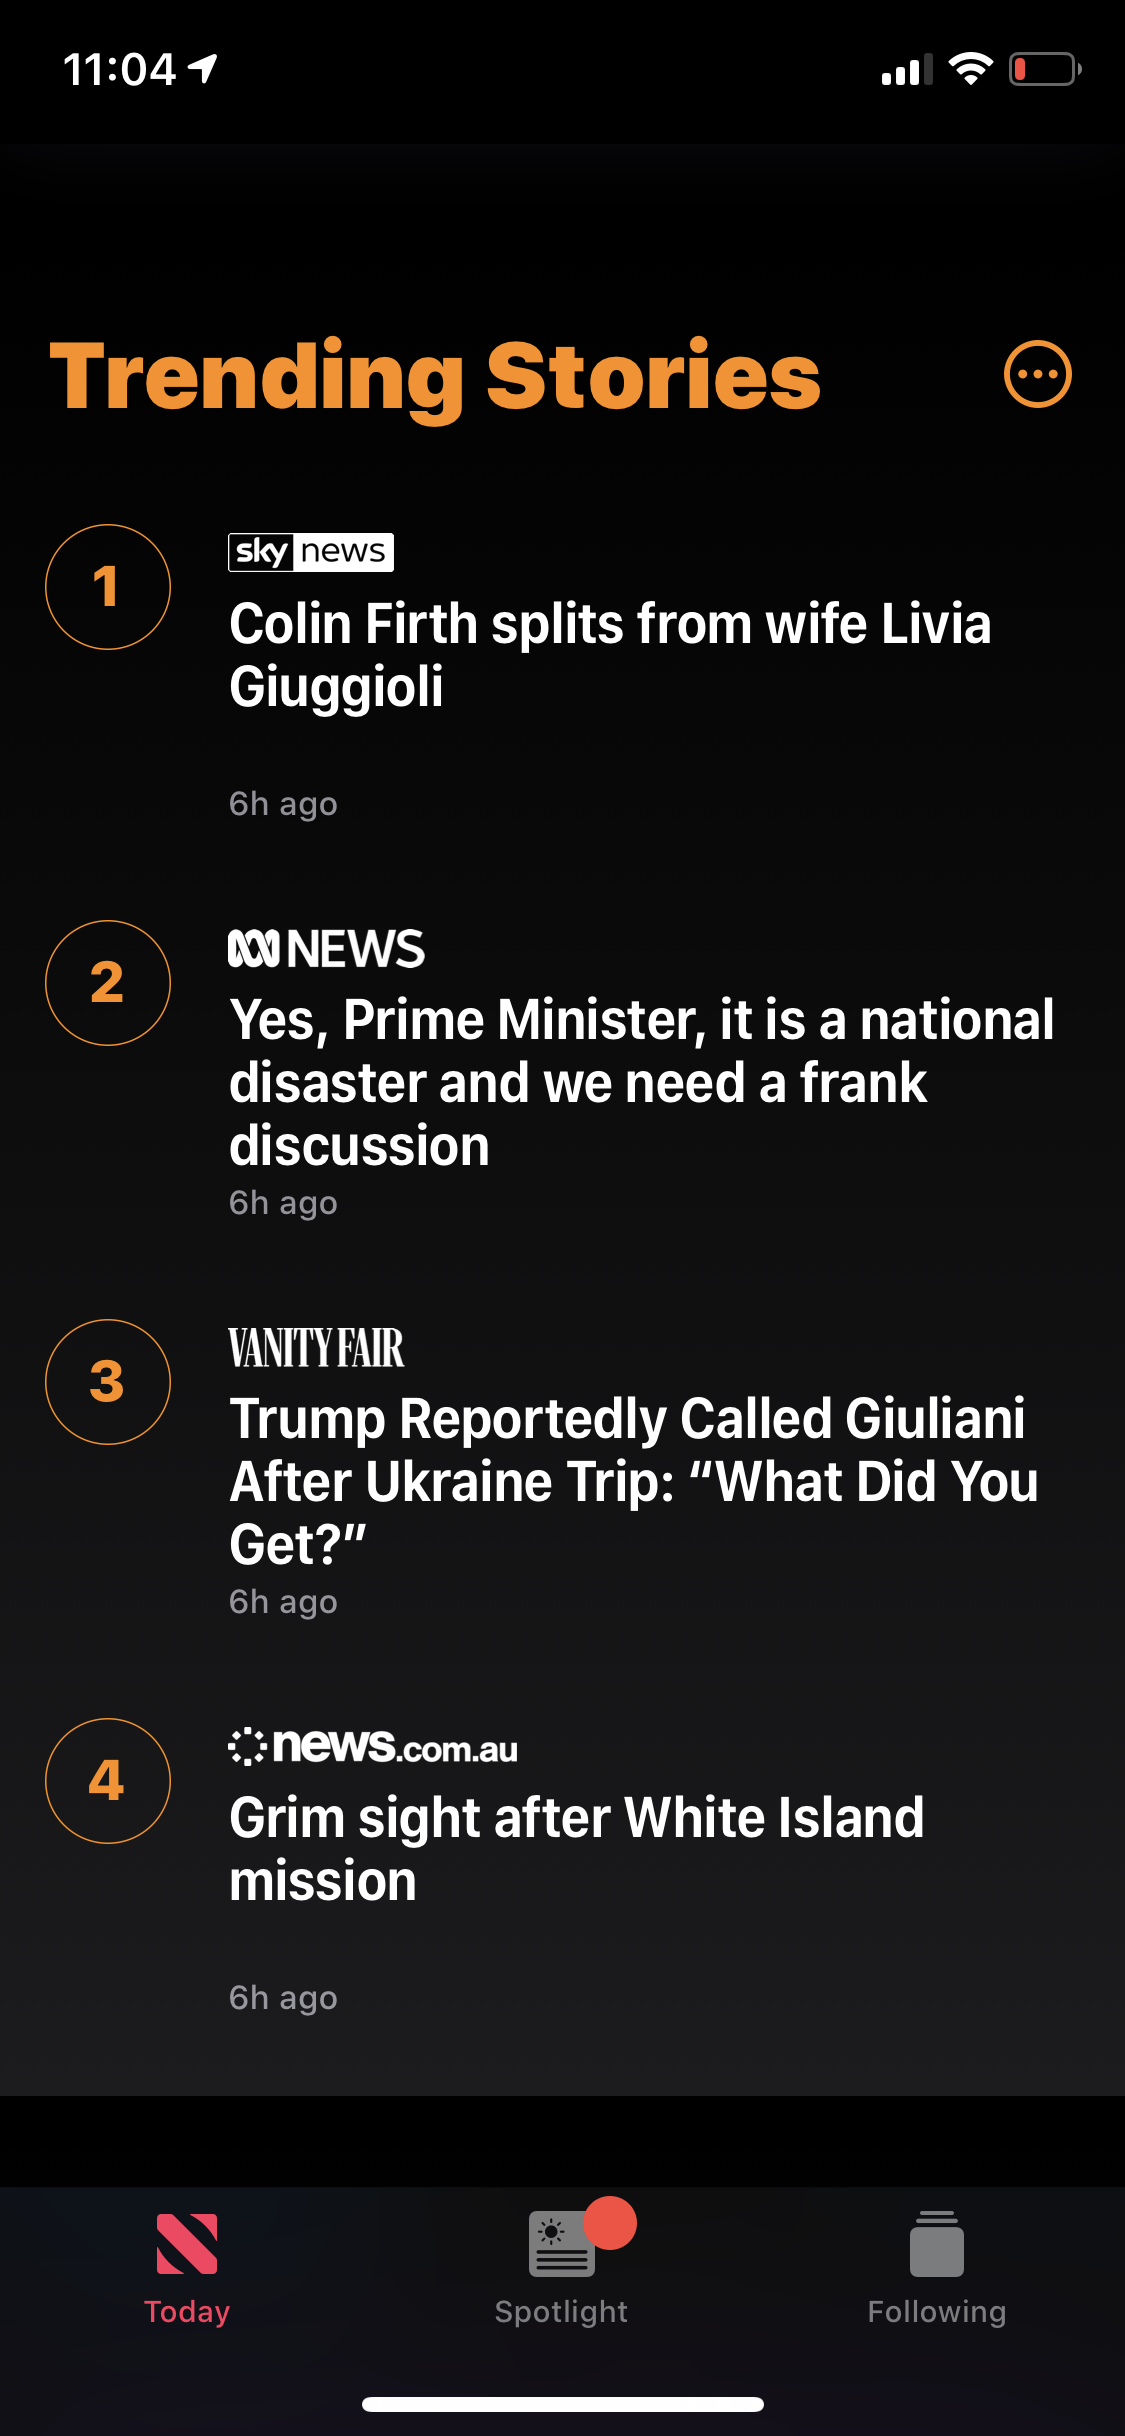 11:04
Trending Stories
1
sky news
Colin Firth splits from wife Livia
Giuggioli
6h ago
2
NEWS
Yes, Prime Minister, it is a national
disaster and we need a frank
discussion
6h ago
3
VANITY FAIR
Trump Reportedly Called Giuliani
After Ukraine Trip: “What Did You
Get?”
6h ago
4
news.com.au
Grim sight after White Island
mission
6h ago
Today
Spotlight
Following